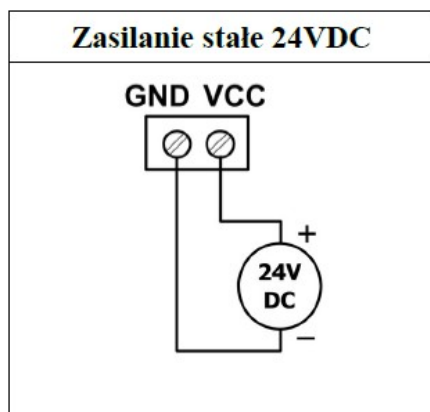 Zasilanie stałe 24VDC
GND VCC
+
24V
DC
–